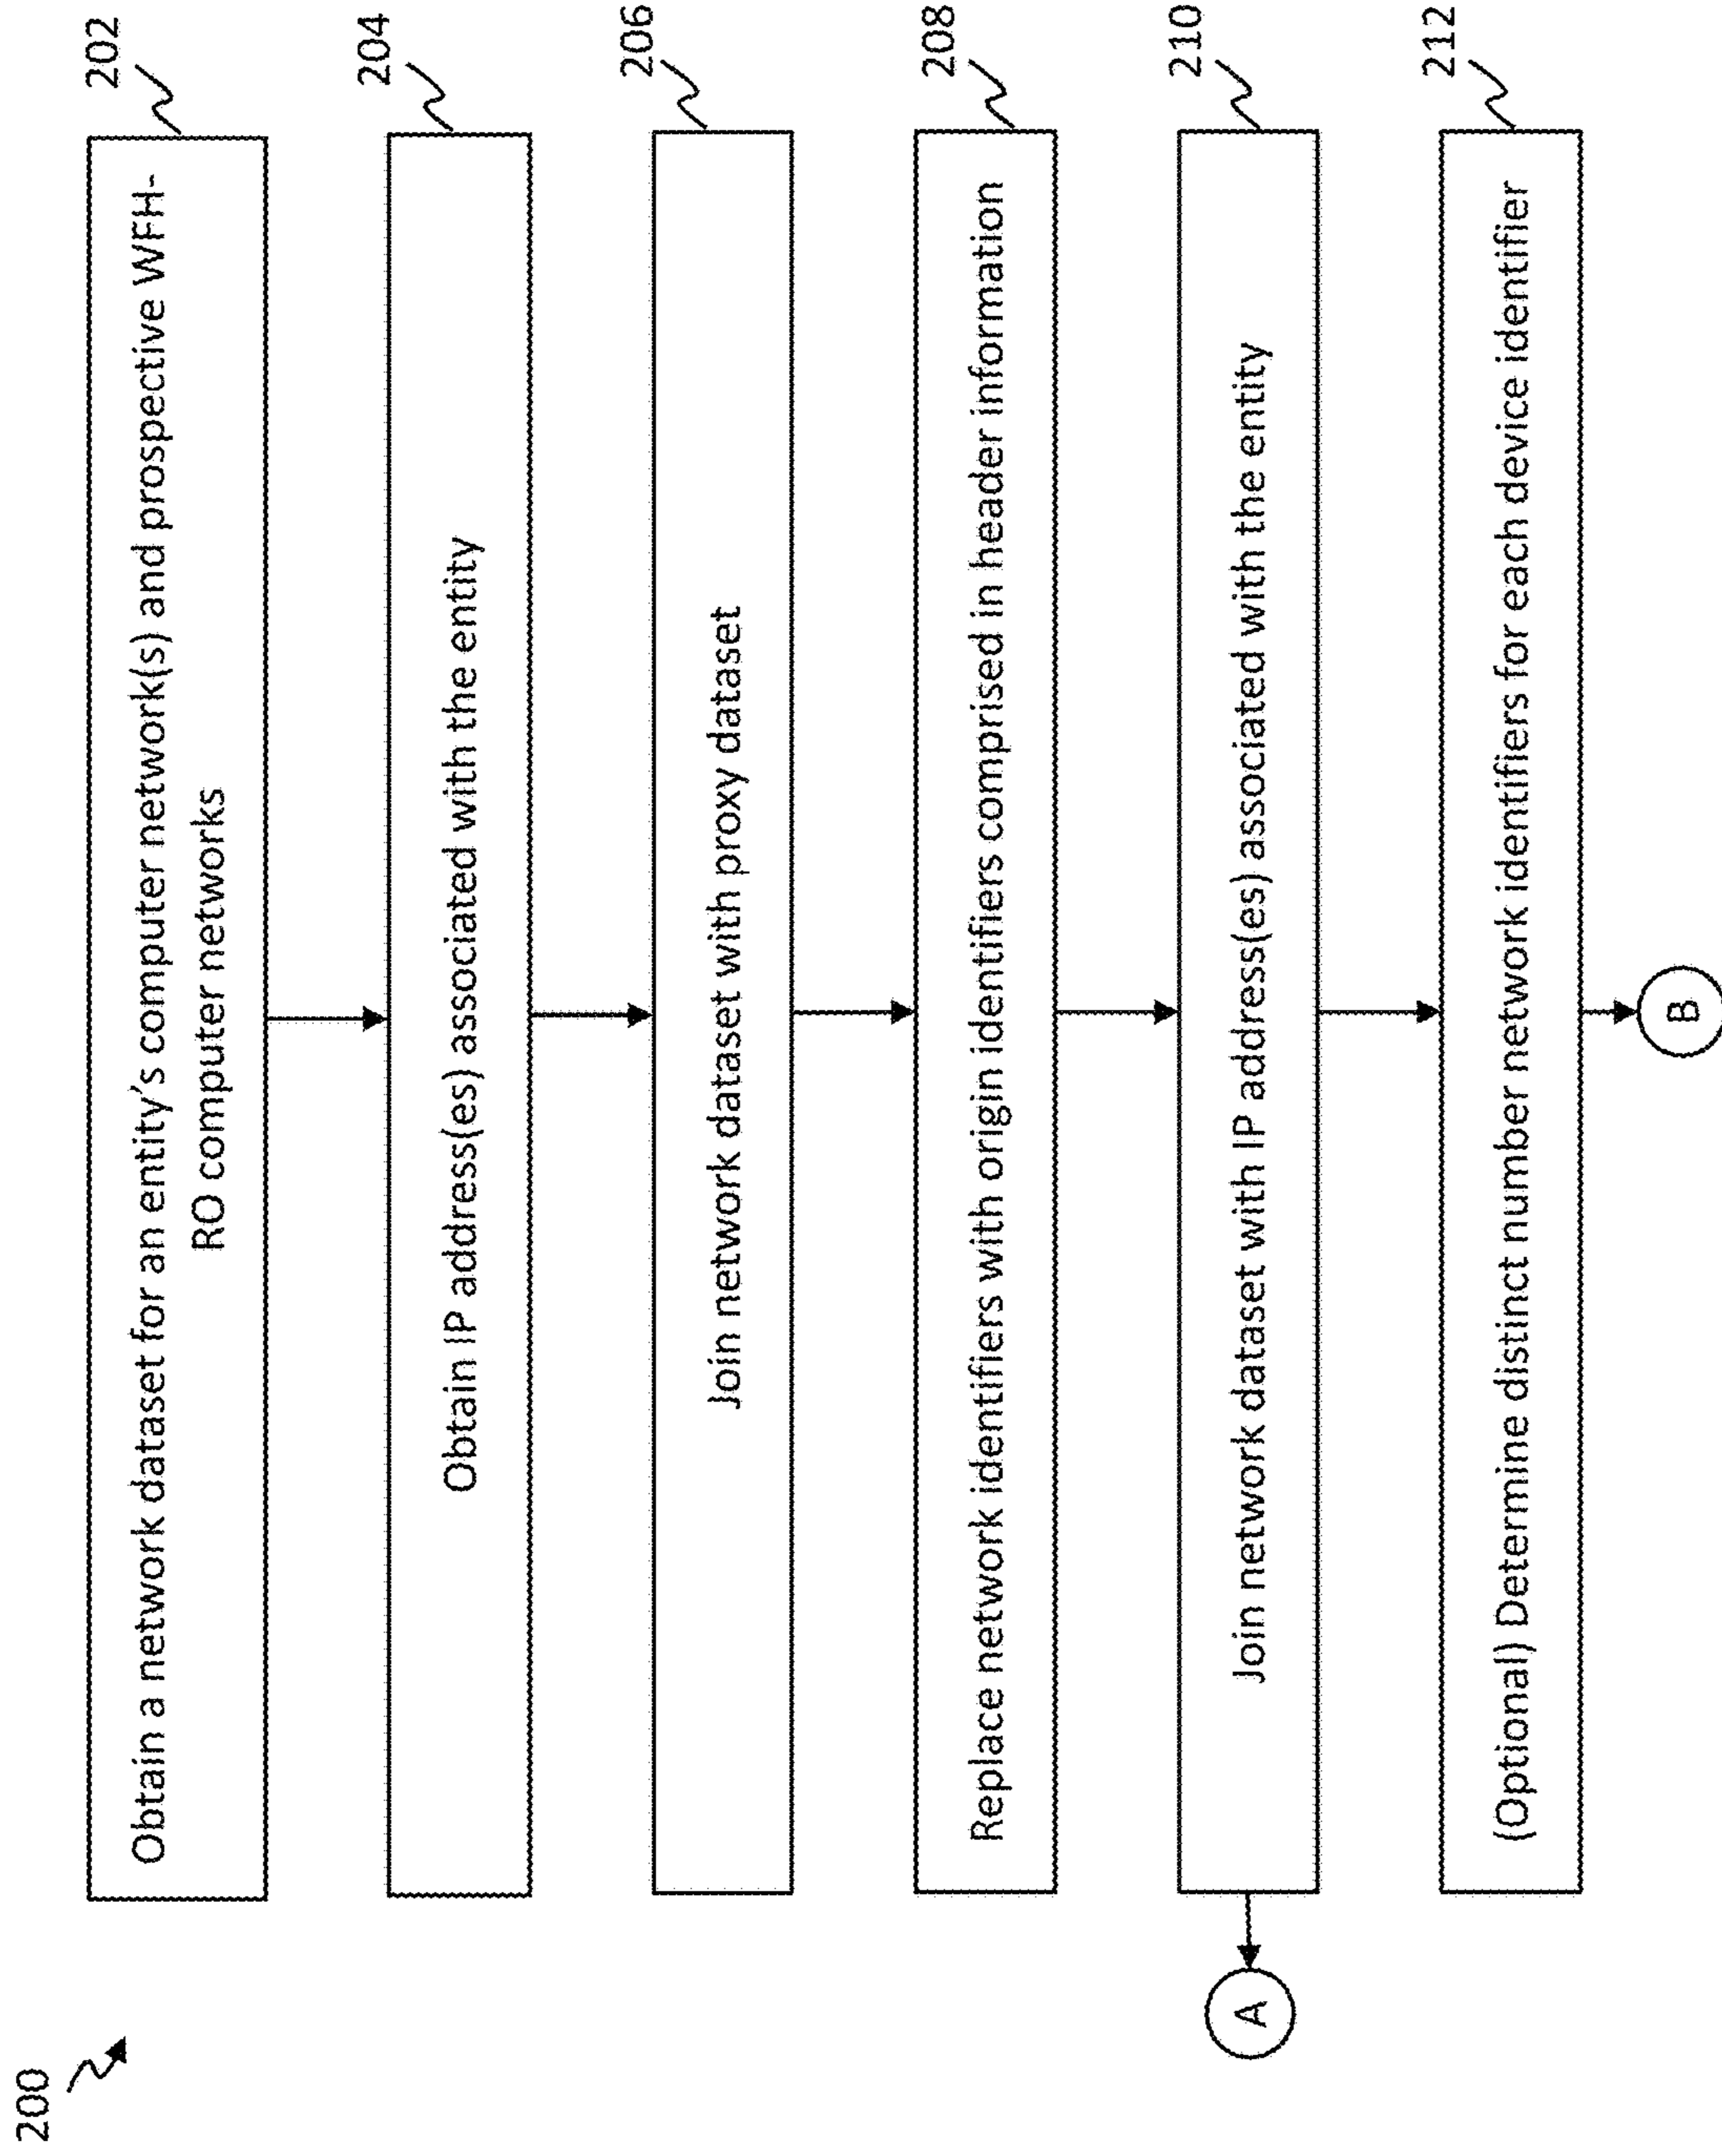 200
202
Obtain a network dataset for an entity's computer network(s) and prospective WFH-
RO computer networks
204
Obtain IP address(es) associated with the entity
206
Join network dataset with proxy dataset
208
Replace network identifiers with origin identifiers comprised in header information
210
Join network dataset with IP address(es) associated with the entity
A
212
(Optional) Determine distinct number network identifiers for each device identifier
B